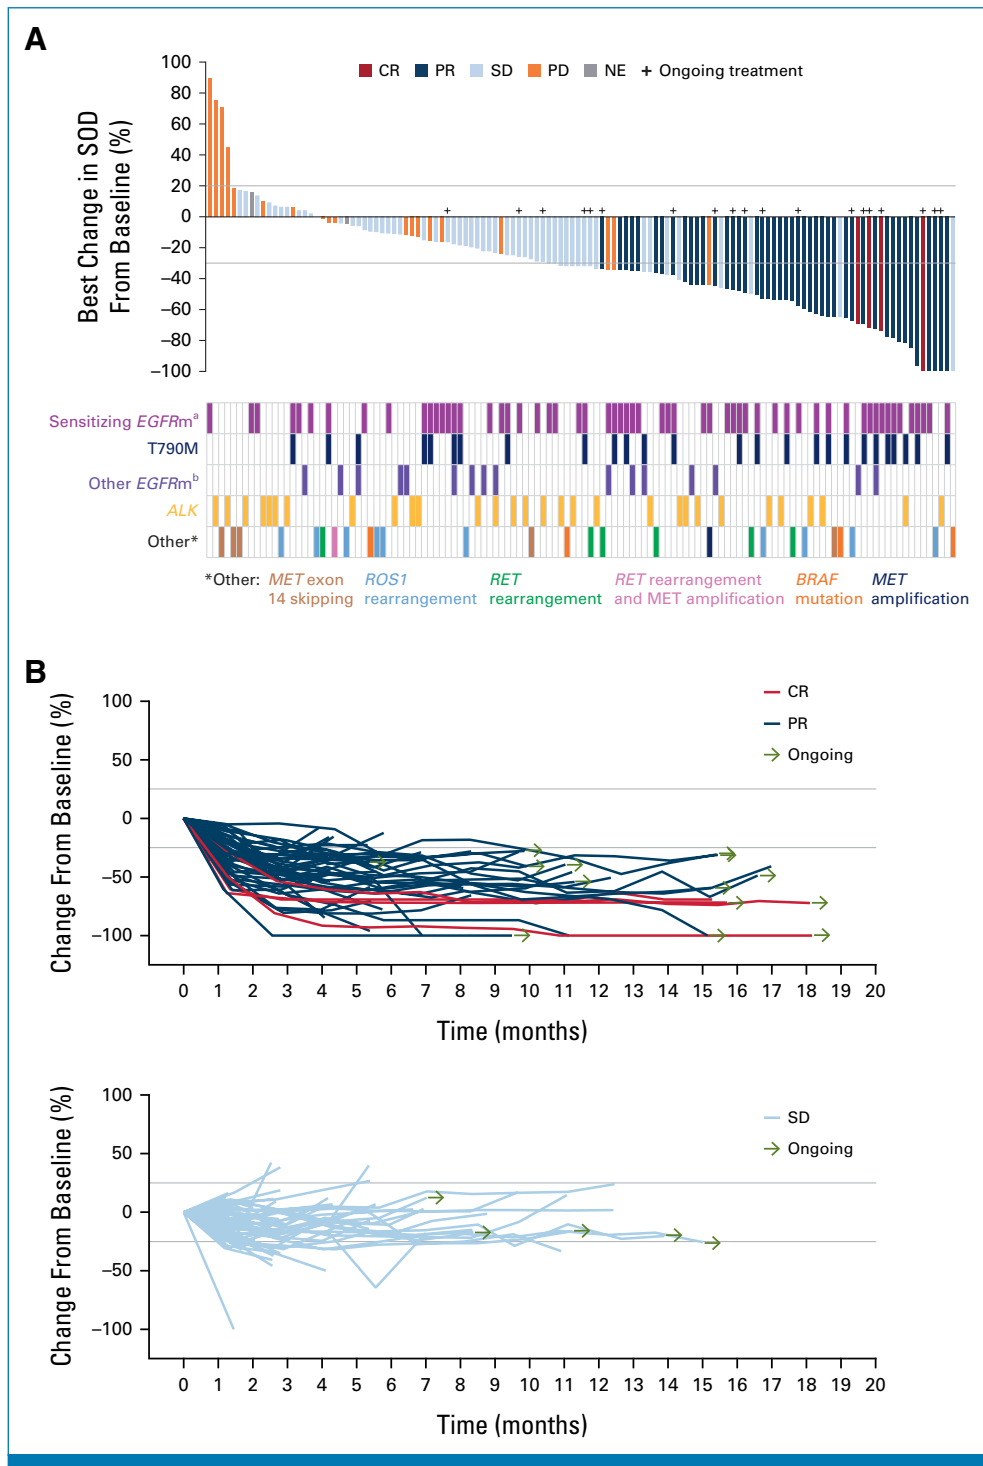 A
100
80
60
40
20
0
−20
−40
−60
−80
−100
Best Change in SOD
From Baseline (%)
CR PR SD PD NE + Ongoing treatment
Sensitizing EGFRmᵃ
T790M
Other EGFRmᵇ
ALK
Other*
*Other: MET exon 14 skipping
ROS1 rearrangement
RET rearrangement
RET rearrangement and MET amplification
BRAF mutation
MET amplification
B
100
50
0
−50
−100
Change From Baseline (%)
CR
PR
Ongoing
0 1 2 3 4 5 6 7 8 9 10 11 12 13 14 15 16 17 18 19 20
Time (months)
100
50
0
−50
−100
Change From Baseline (%)
SD
Ongoing
0 1 2 3 4 5 6 7 8 9 10 11 12 13 14 15 16 17 18 19 20
Time (months)